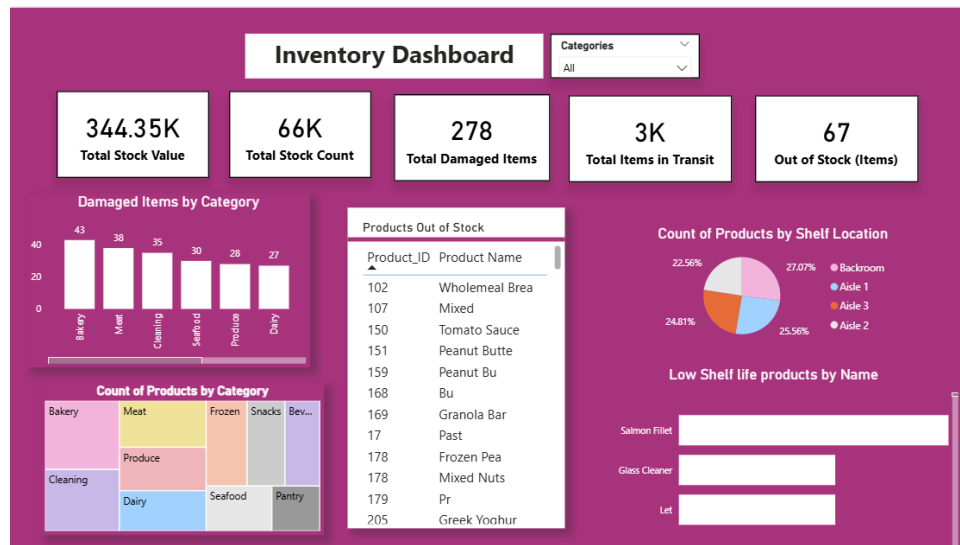 Inventory Dashboard
Categories
All
344.35K
Total Stock Value
66K
Total Stock Count
278
Total Damaged Items
3K
Total Items in Transit
67
Out of Stock (Items)
Damaged Items by Category
43
38
35
30
28
27
40
20
0
Bakery
Meat
Cleaning
Seafood
Produce
Dairy
Count of Products by Category
Bakery
Meat
Frozen
Snacks
Bev...
Produce
Cleaning
Dairy
Seafood
Pantry
Products Out of Stock
Product_ID Product Name
102 Wholemeal Brea
107 Mixed
150 Tomato Sauce
151 Peanut Butte
159 Peanut Bu
168 Bu
169 Granola Bar
17 Past
178 Frozen Pea
178 Mixed Nuts
179 Pr
205 Greek Yoghur
Count of Products by Shelf Location
22.56%
27.07%
24.81%
25.56%
Backroom
Aisle 1
Aisle 3
Aisle 2
Low Shelf life products by Name
Salmon Fillet
Glass Cleaner
Let